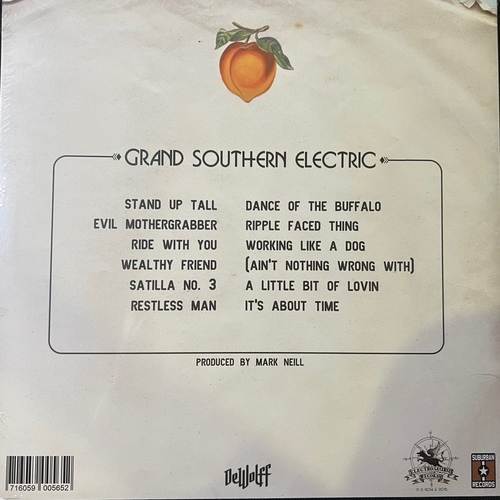 GRAND SOUTHERN ELECTRIC
STAND UP TALL
EVIL MOTHERGRABBER
RIDE WITH YOU
WEALTHY FRIEND
SATILLA NO. 3
RESTLESS MAN
DANCE OF THE BUFFALO
RIPPLE FACED THING
WORKING LIKE A DOG
(AIN'T NOTHING WRONG WITH)
A LITTLE BIT OF LOVIN
IT'S ABOUT TIME
PRODUCED BY MARK NEILL
716059 005652
DeWolff
ELECTROSAURUS
RECORDS
SUBURBAN
RECORDS